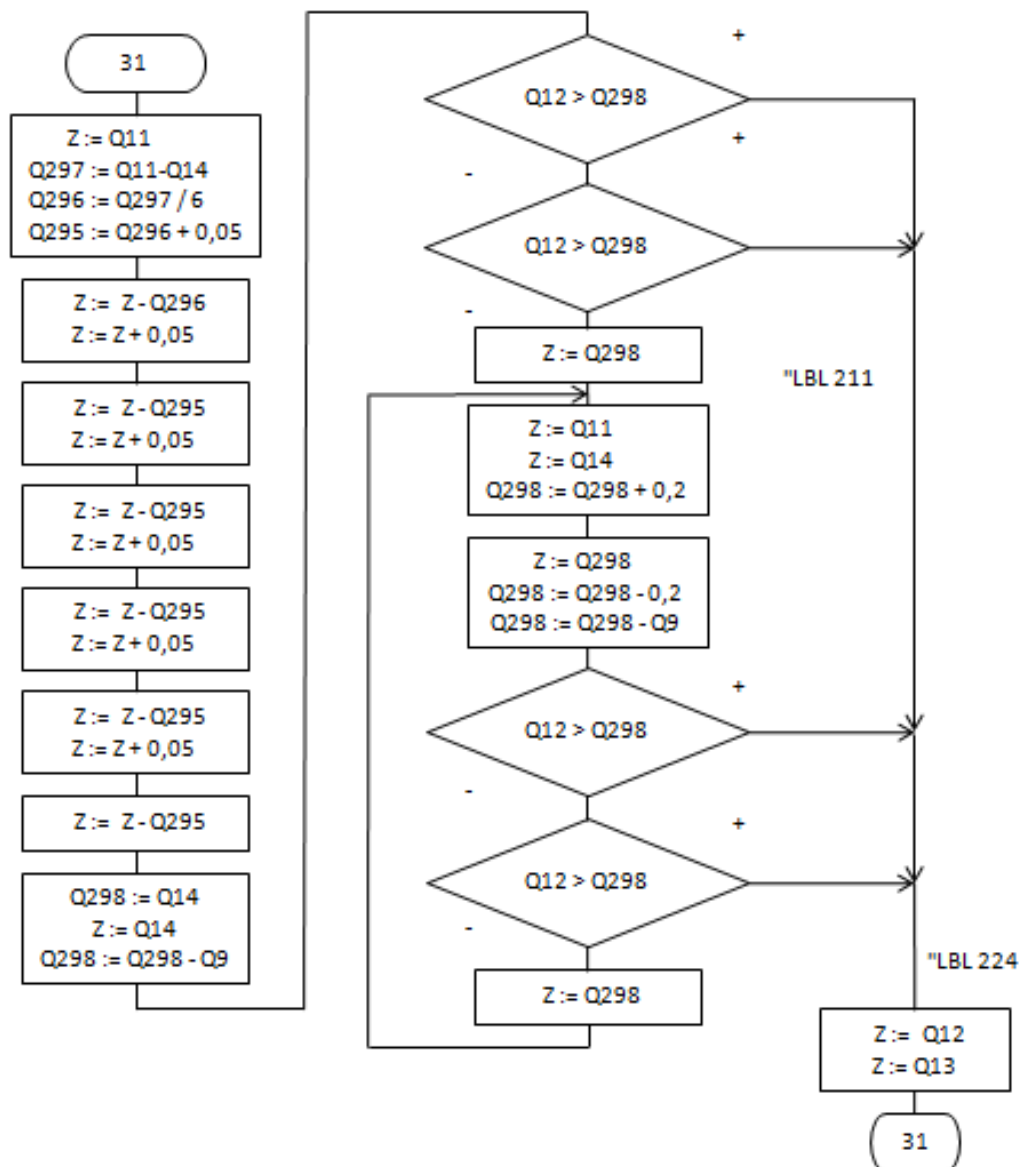 31
Z := Q11
Q297 := Q11-Q14
Q296 := Q297 / 6
Q295 := Q296 + 0,05
Z := Z - Q296
Z := Z + 0,05
Z := Z - Q295
Z := Z + 0,05
Z := Z - Q295
Z := Z + 0,05
Z := Z - Q295
Z := Z + 0,05
Z := Z - Q295
Z := Z + 0,05
Z := Z - Q295
Q298 := Q14
Z := Q14
Q298 := Q298 - Q9
+
Q12 > Q298
+
-
Q12 > Q298
-
Z := Q298
"LBL 211
Z := Q11
Z := Q14
Q298 := Q298 + 0,2
Z := Q298
Q298 := Q298 - 0,2
Q298 := Q298 - Q9
+
Q12 > Q298
-
+
Q12 > Q298
-
Z := Q298
"LBL 224
Z := Q12
Z := Q13
31